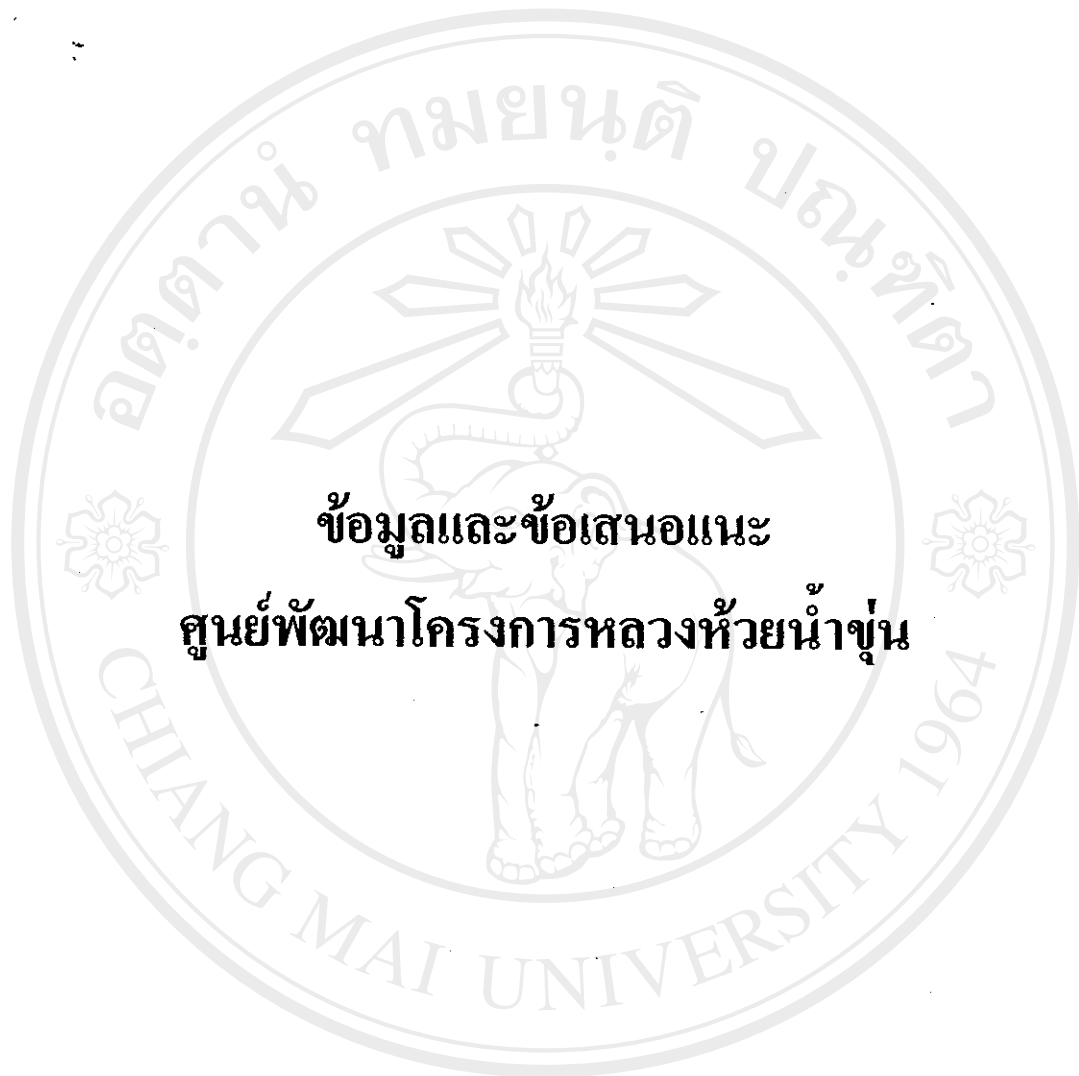 อตฺตานํ ทมยนฺติ ปณฺฑิตา
ข้อมูลและข้อเสนอแนะ
ศูนย์พัฒนาโครงการหลวงห้วยน้ำขุ่น
CHIANG MAI UNIVERSITY 1964